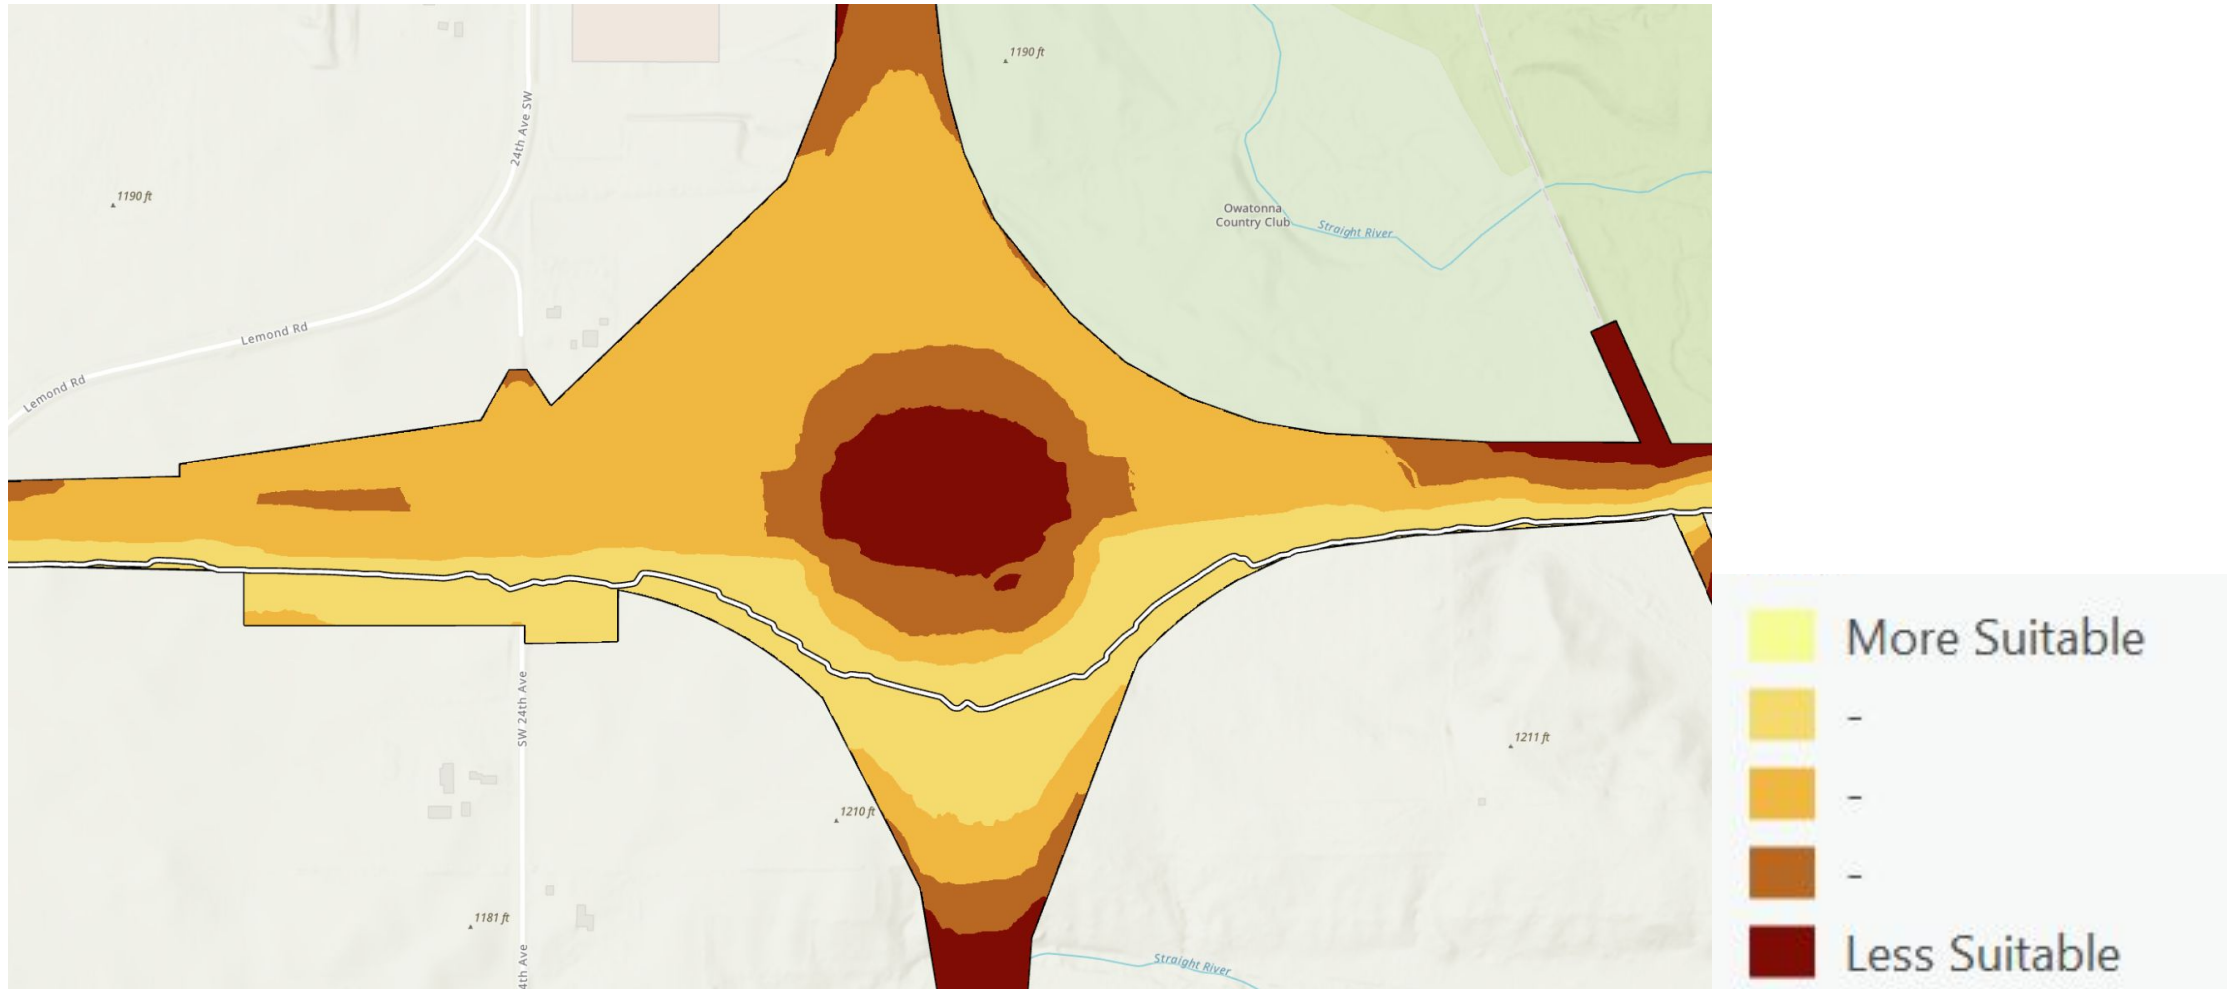 1190 ft
24th Ave SW
1190 ft
Owatonna
Country Club
Straight River
Lemond Rd
Lemond Rd
More Suitable
-
-
-
Less Suitable
SW 24th Ave
1211 ft
1210 ft
1181 ft
4th Ave
Straight River